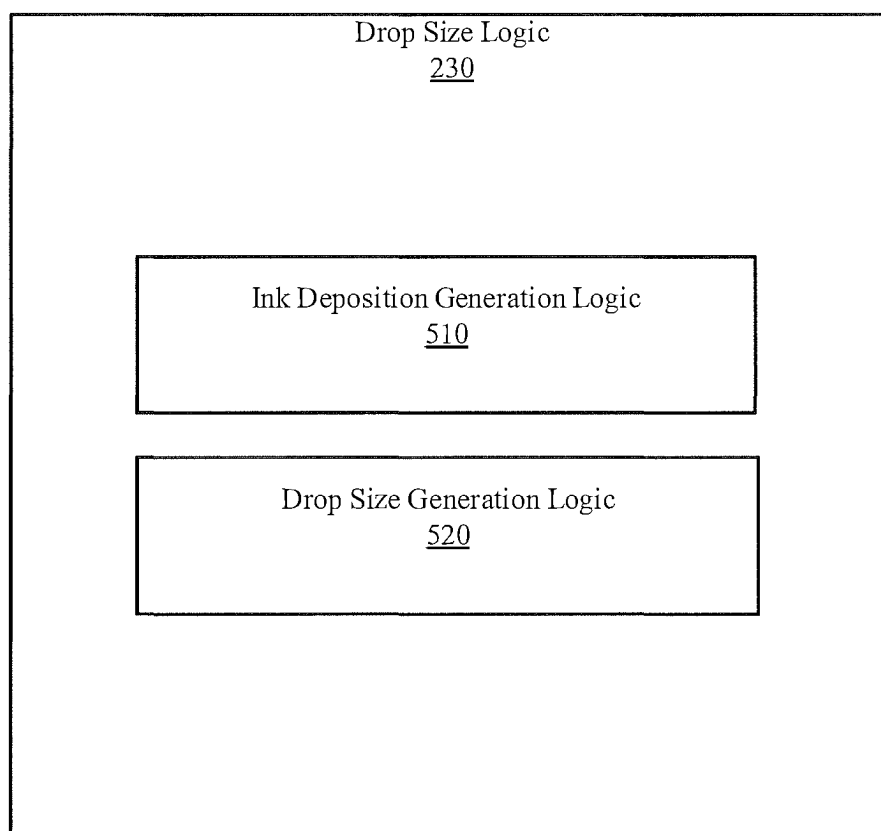 Drop Size Logic
230
Ink Deposition Generation Logic
510
Drop Size Generation Logic
520